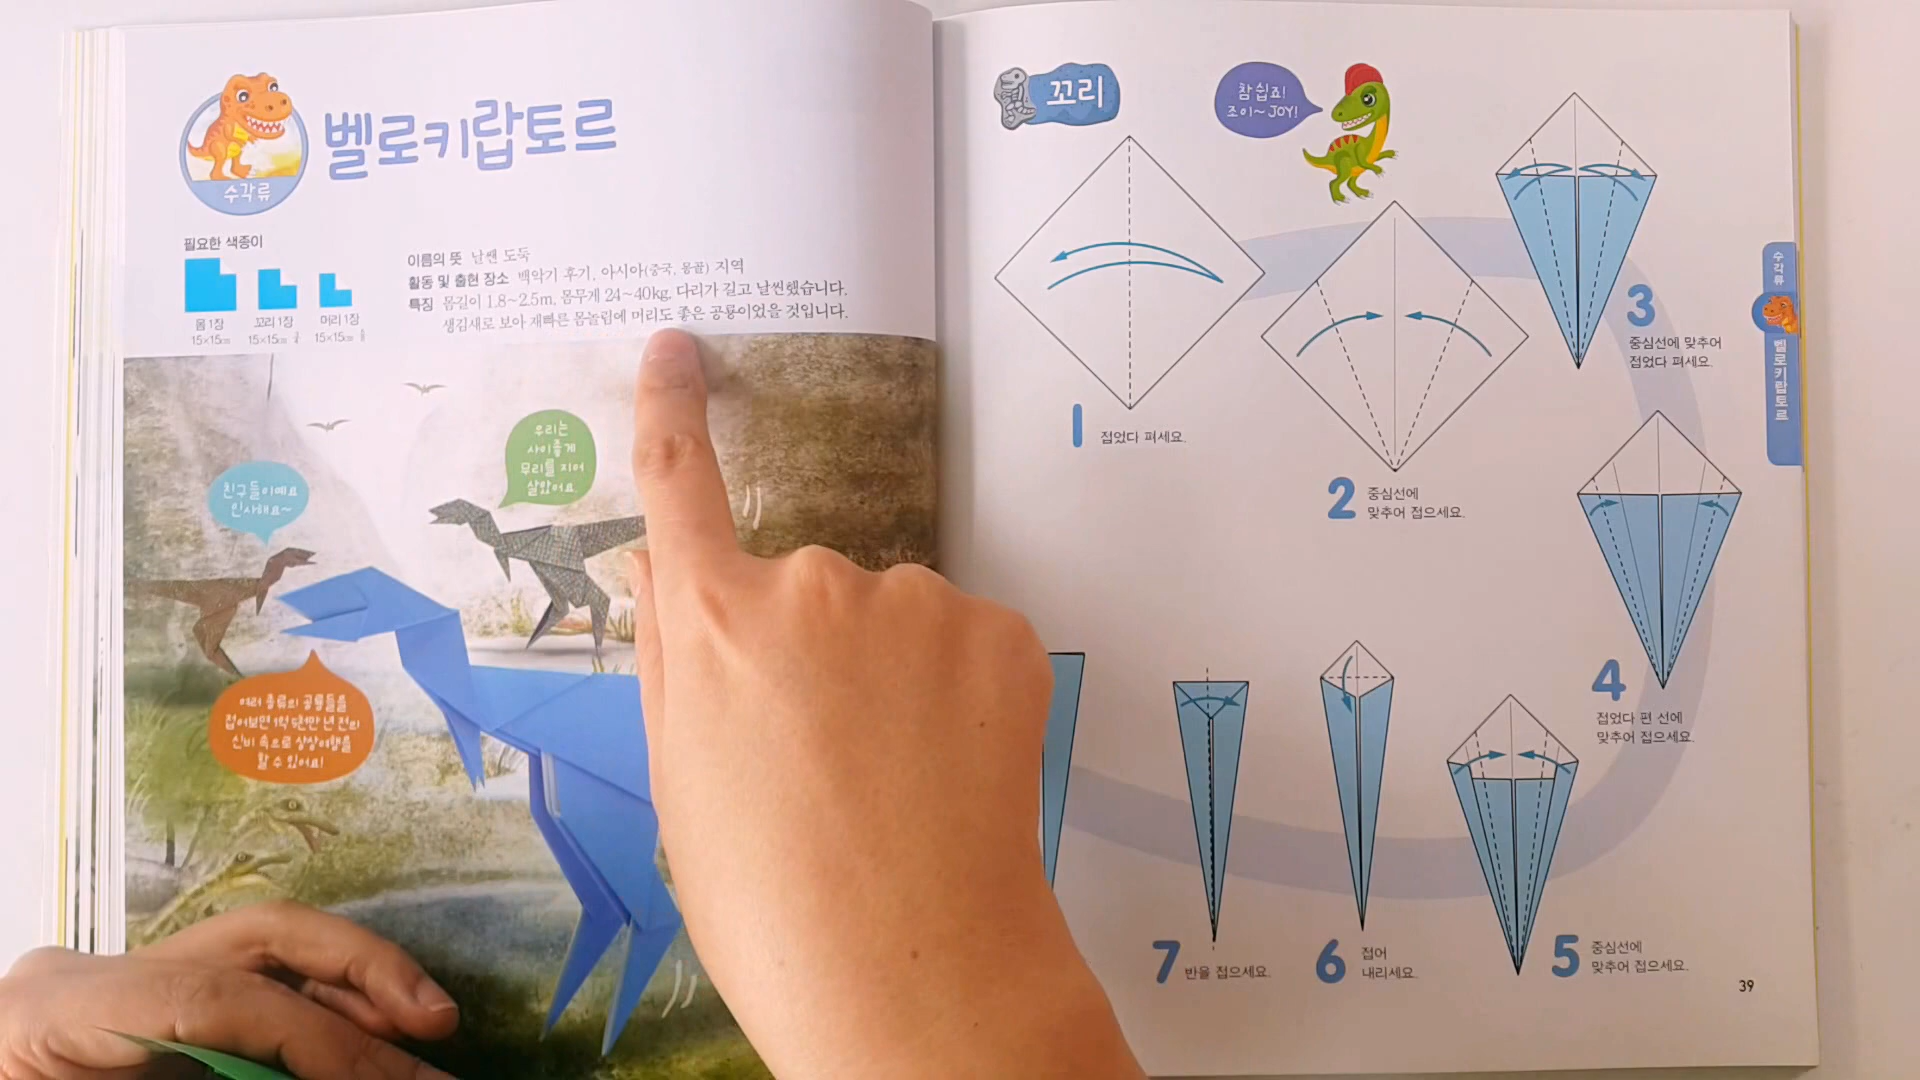 벨로키랍토르
수각류
필요한 색종이
몸 1장
15×15cm
꼬리 1장
15×15cm
머리 1장
15×15cm
이름의 뜻 날쌘 도둑
활동 및 출현 장소 백악기 후기, 아시아(중국, 몽골) 지역
특징 몸길이 1.8~2.5m, 몸무게 24~40kg, 다리가 길고 날씬했습니다.
생김새로 보아 재빠른 몸놀림에 머리도 좋은 공룡이었을 것입니다.
우리는
사이좋게
무리를 지어
살았어요.
친구들이에요
인사해요~
여러 종류의 공룡들을
접어보면 1억 5천만 년 전의
신비 속으로 상상여행을
할 수 있어요!
꼬리
참 쉽죠!
조이~ JOY!
1 접었다 펴세요.
2 중심선에
맞추어 접으세요.
3
중심선에 맞추어
접었다 펴세요.
4
접었다 편 선에
맞추어 접으세요.
5 중심선에
맞추어 접으세요.
6 접어
내리세요.
7 반을 접으세요.
수각류
벨로키랍토르
39